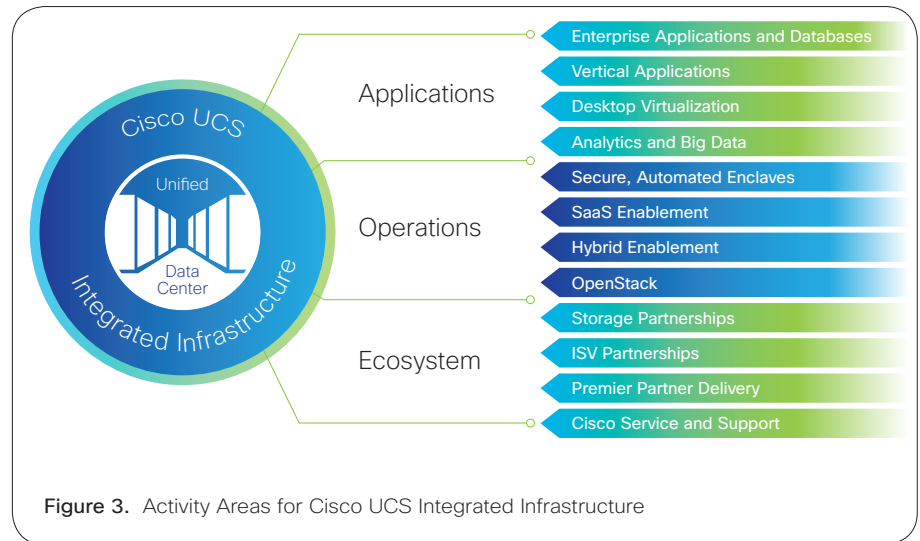 Cisco UCS
Unified
Data
Center
Integrated Infrastructure
Applications
Enterprise Applications and Databases
Vertical Applications
Desktop Virtualization
Analytics and Big Data
Operations
Secure, Automated Enclaves
SaaS Enablement
Hybrid Enablement
OpenStack
Ecosystem
Storage Partnerships
ISV Partnerships
Premier Partner Delivery
Cisco Service and Support
Figure 3. Activity Areas for Cisco UCS Integrated Infrastructure